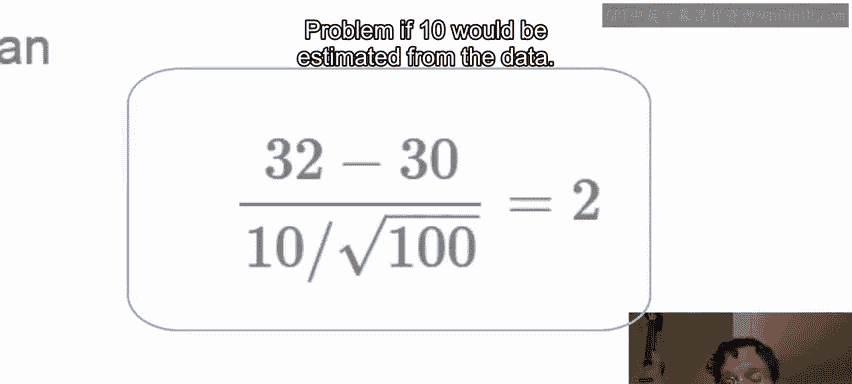 Problem if 10 would be
estimated from the data.
an
32 − 30
10/√100
= 2